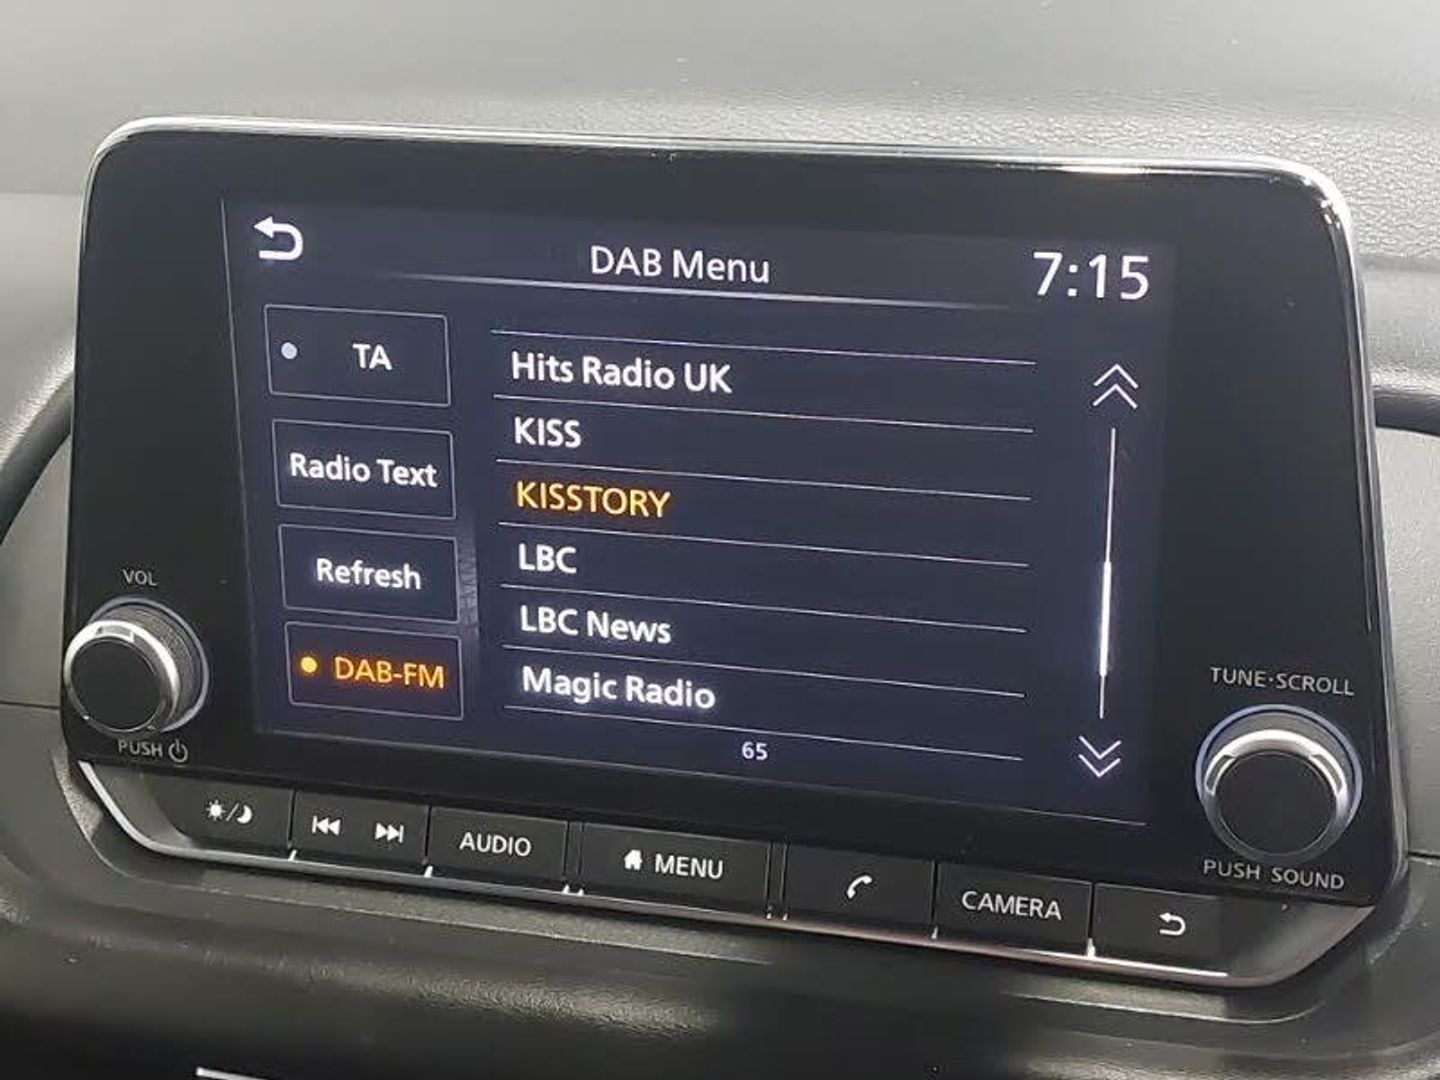 DAB Menu
7:15
TA
Radio Text
Refresh
DAB-FM
Hits Radio UK
KISS
KISSTORY
LBC
LBC News
Magic Radio
65
VOL
PUSH
TUNE·SCROLL
PUSH SOUND
AUDIO
MENU
CAMERA